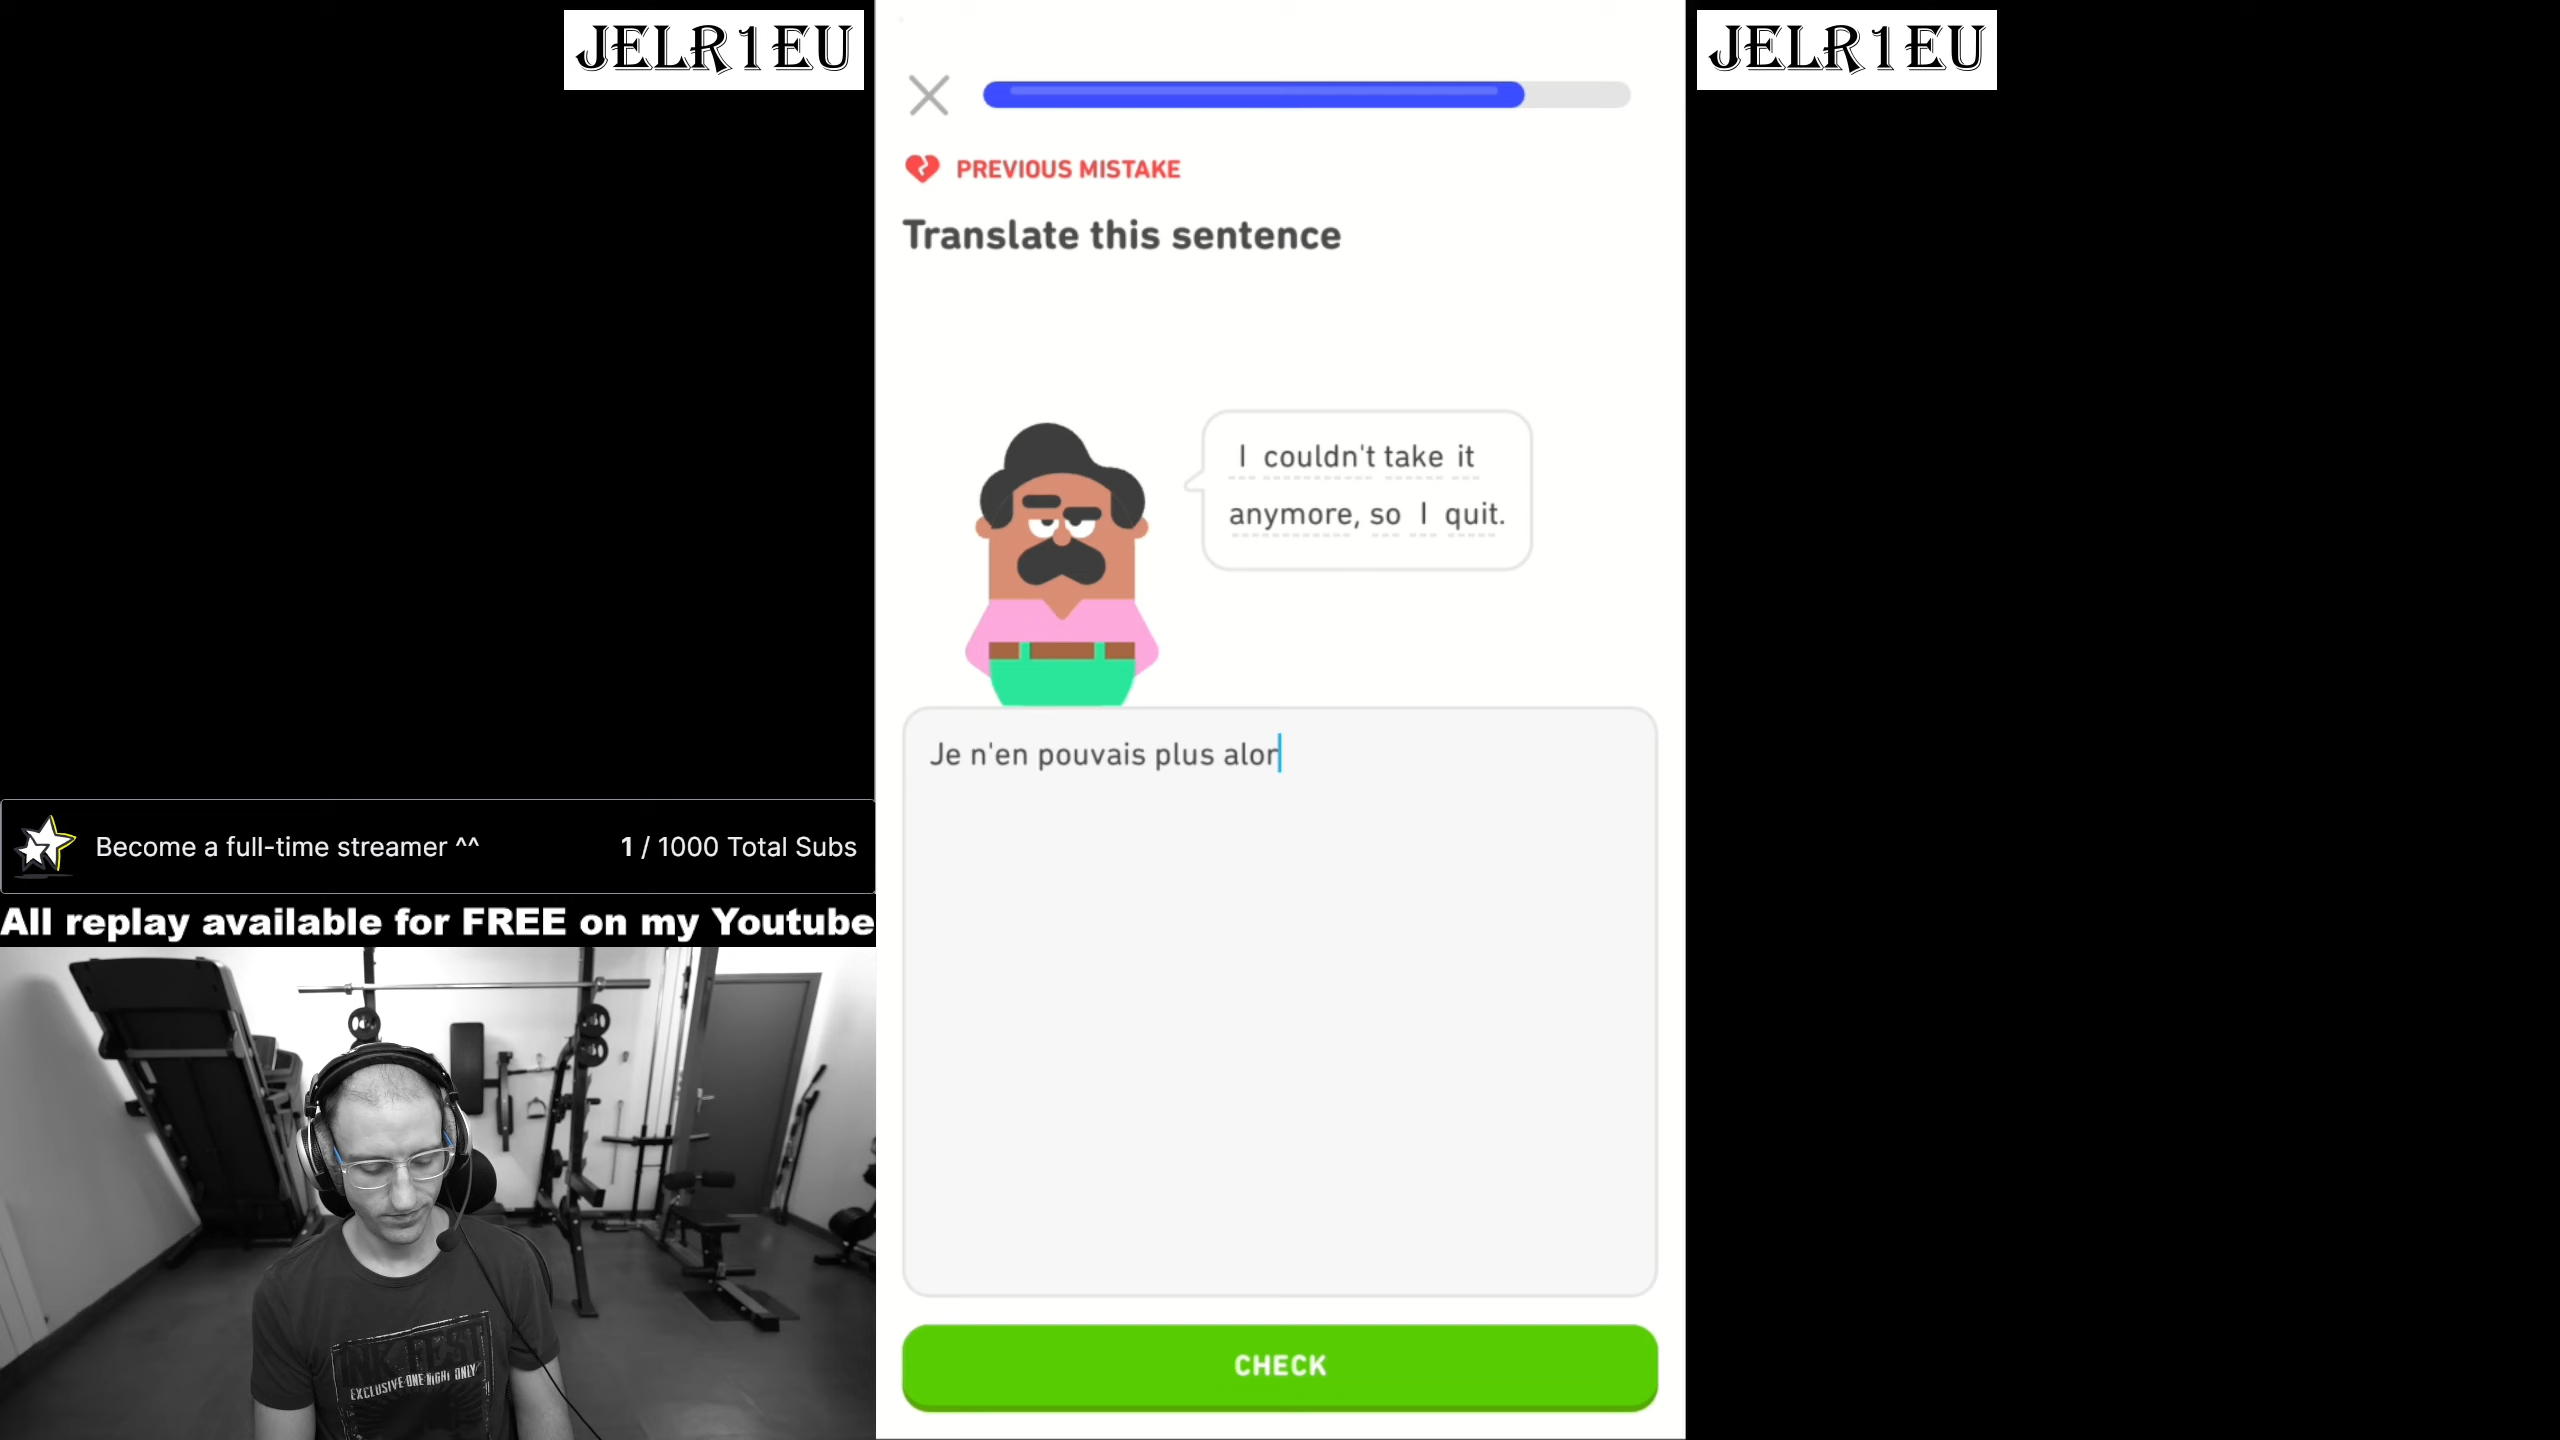 JELR1EU
JELR1EU
PREVIOUS MISTAKE
Translate this sentence
I couldn't take it
anymore, so I quit.
Je n'en pouvais plus alor
Become a full-time streamer ^^ 1 / 1000 Total Subs
All replay available for FREE on my Youtube
EXCLUSIVE ONE NIGHT ONLY
CHECK